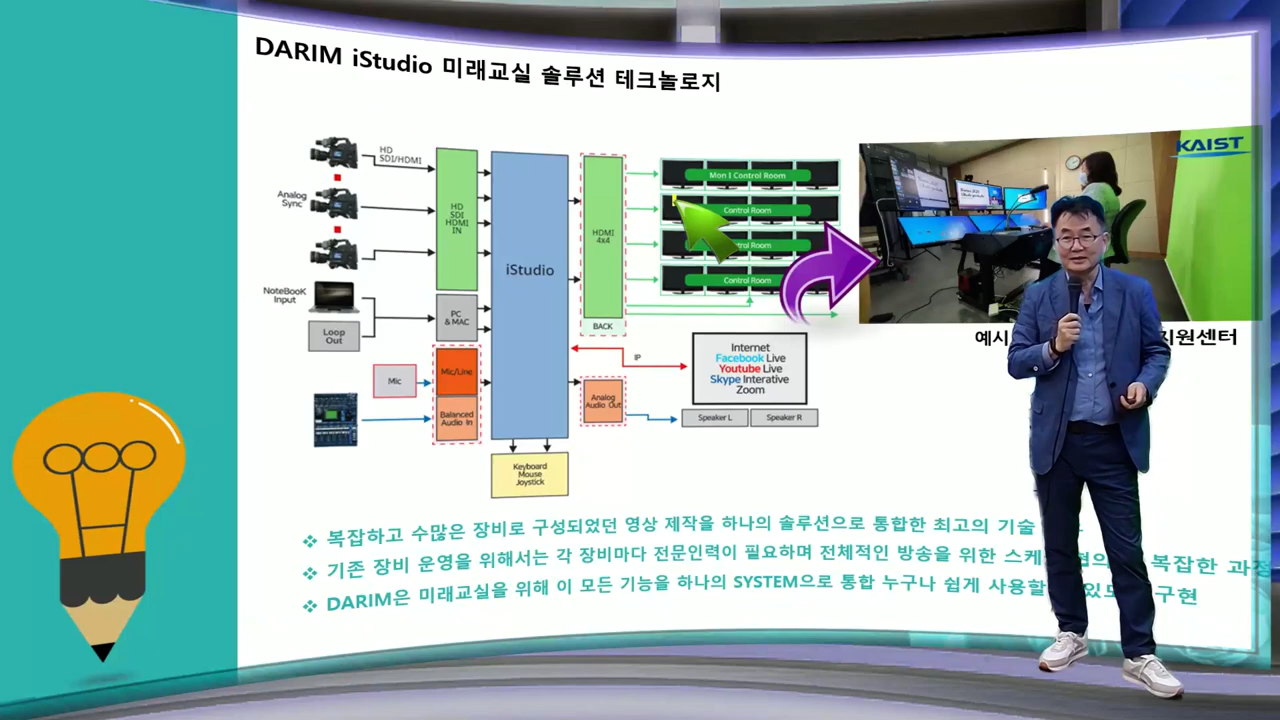 DARIM iStudio 미래교실 솔루션 테크놀로지
HD
SDI/HDMI
Analog
Sync
NoteBooK
Input
Loop
Out
Mic
HD
SDI
HDMI
IN
PC
& MAC
Mic/Line
Balanced
Audio In
iStudio
Keyboard
Mouse
Joystick
HDMI
4x4
BACK
Mon I Control Room
Control Room
Control Room
Control Room
IP
Analog
Audio Out
Internet
Facebook Live
Youtube Live
Skype Interative
Zoom
Speaker L
Speaker R
KAIST
예시
지원센터
복잡하고 수많은 장비로 구성되었던 영상 제작을 하나의 솔루션으로 통합한 최고의 기술
기존 장비 운영을 위해서는 각 장비마다 전문인력이 필요하며 전체적인 방송을 위한 복잡한 과정
DARIM은 미래교실을 위해 이 모든 기능을 하나의 SYSTEM으로 통합 누구나 쉽게 사용할 구현